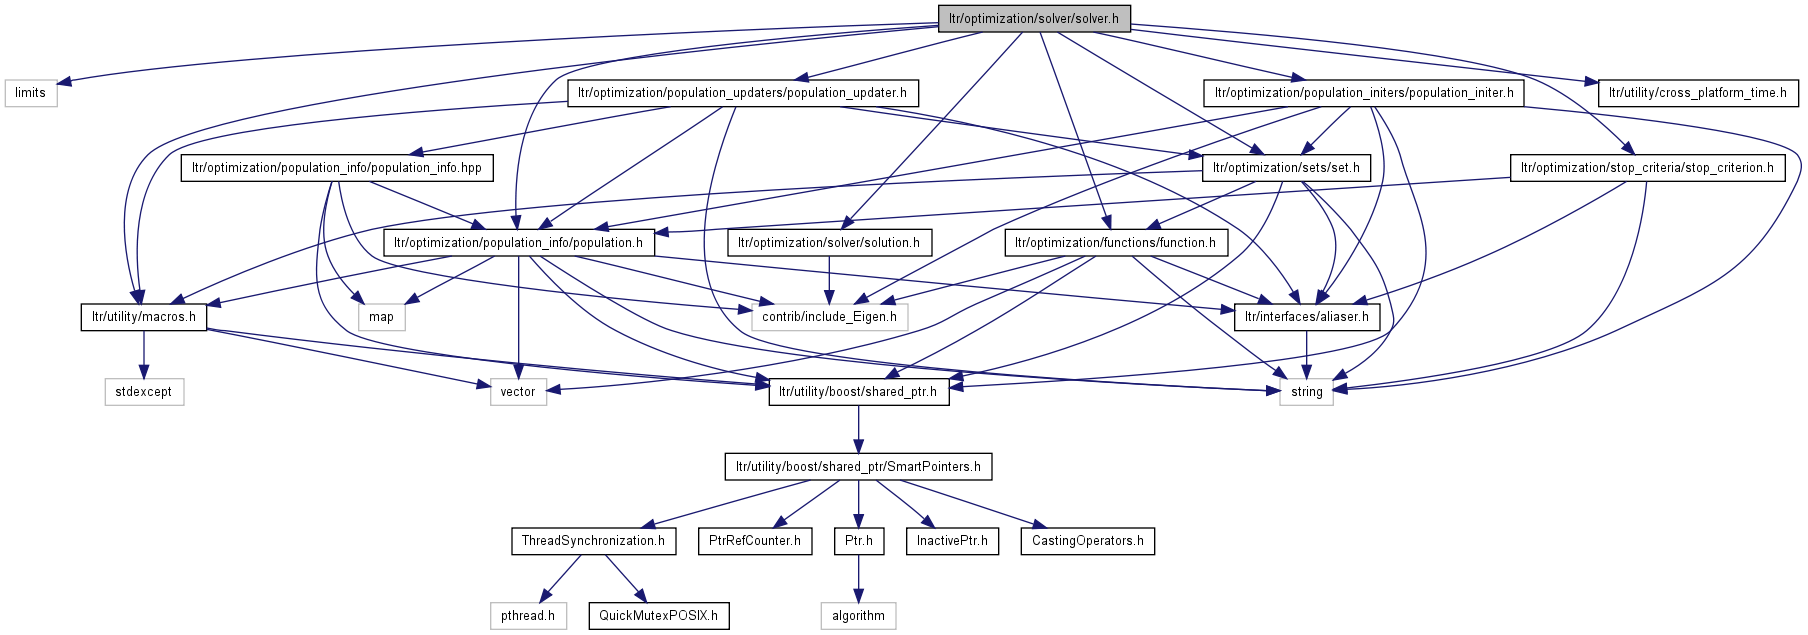 ltr/optimization/solver/solver.h
limits
ltr/optimization/population_updaters/population_updater.h
ltr/optimization/population_initers/population_initer.h
ltr/utility/cross_platform_time.h
ltr/optimization/population_info/population_info.hpp
ltr/optimization/sets/set.h
ltr/optimization/stop_criteria/stop_criterion.h
ltr/optimization/population_info/population.h
ltr/optimization/solver/solution.h
ltr/optimization/functions/function.h
ltr/utility/macros.h
map
contrib/include_Eigen.h
ltr/interfaces/aliaser.h
stdexcept
vector
ltr/utility/boost/shared_ptr.h
string
ltr/utility/boost/shared_ptr/SmartPointers.h
ThreadSynchronization.h
PtrRefCounter.h
Ptr.h
InactivePtr.h
CastingOperators.h
pthread.h
QuickMutexPOSIX.h
algorithm